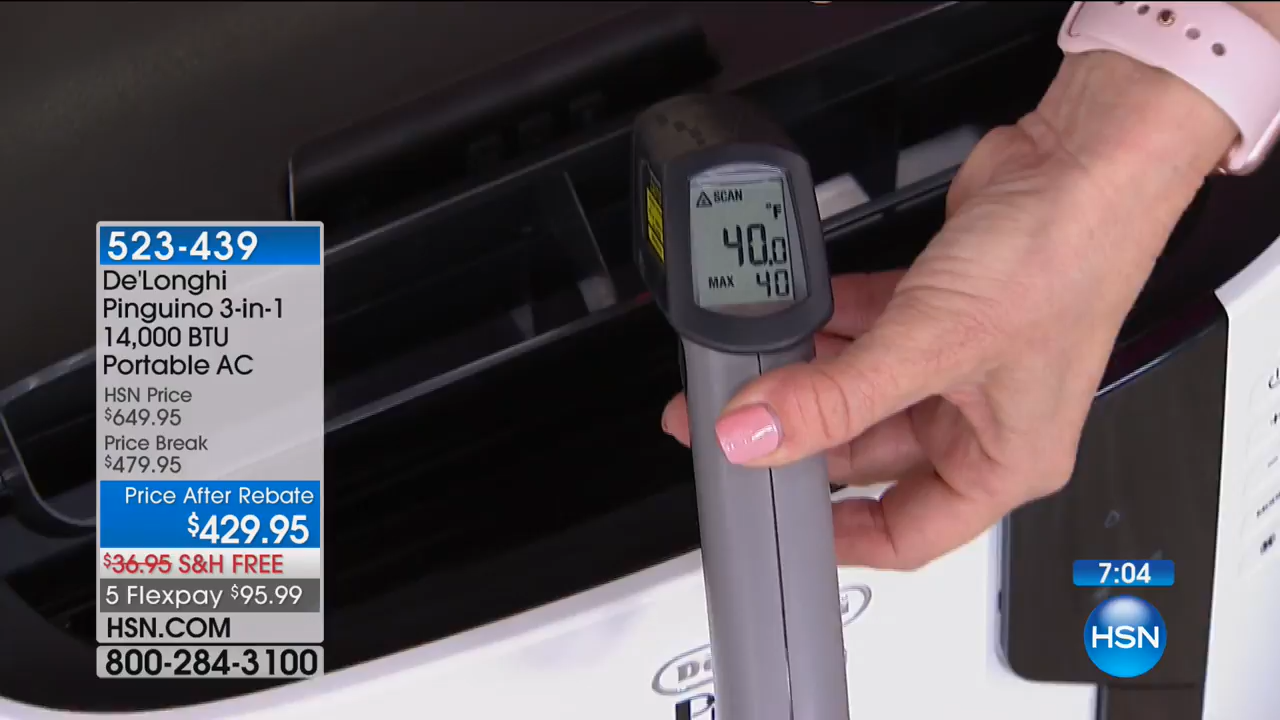 523-439
De'Longhi
Pinguino 3-in-1
14,000 BTU
Portable AC
HSN Price
$649.95
Price Break
$479.95
Price After Rebate
$429.95
$36.95 S&H FREE
5 Flexpay $95.99
HSN.COM
800-284-3100
SCAN
°F
40.0
MAX 40
7:04
HSN